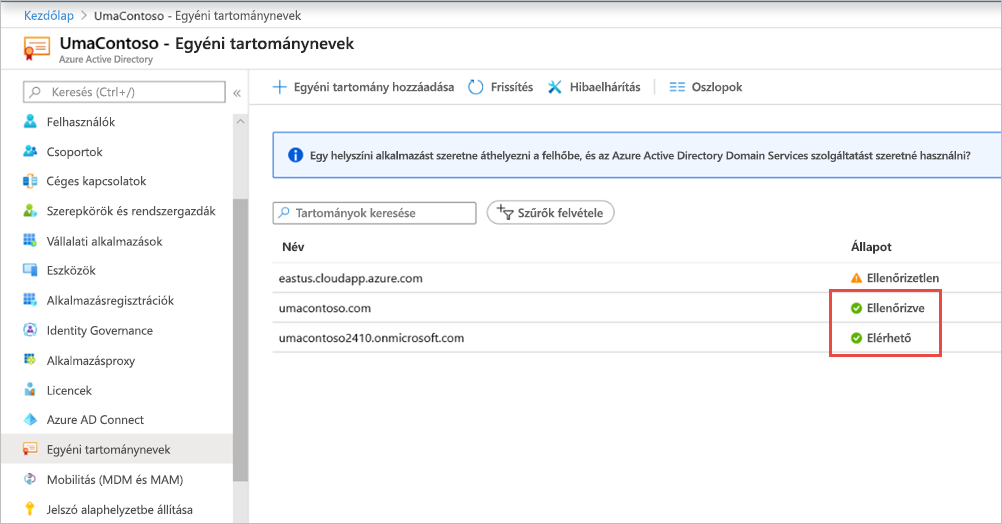 Kezdőlap > UmaContoso - Egyéni tartománynevek
UmaContoso - Egyéni tartománynevek
Azure Active Directory
Keresés (Ctrl+/)
«
Felhasználók
Csoportok
Céges kapcsolatok
Szerepkörök és rendszergazdák
Vállalati alkalmazások
Eszközök
Alkalmazásregisztrációk
Identity Governance
Alkalmazásproxy
Licencek
Azure AD Connect
Egyéni tartománynevek
Mobilitás (MDM és MAM)
Jelszó alaphelyzetbe állítása
Egyéni tartomány hozzáadása Frissítés Hibaelhárítás Oszlopok
Egy helyszíni alkalmazást szeretne áthelyezni a felhőbe, és az Azure Active Directory Domain Services szolgáltatást szeretné használni?
Tartományok keresése Szűrők felvétele
Név Állapot
eastus.cloudapp.azure.com Ellenőrizetlen
umacontoso.com Ellenőrizve
umacontoso2410.onmicrosoft.com Elérhető